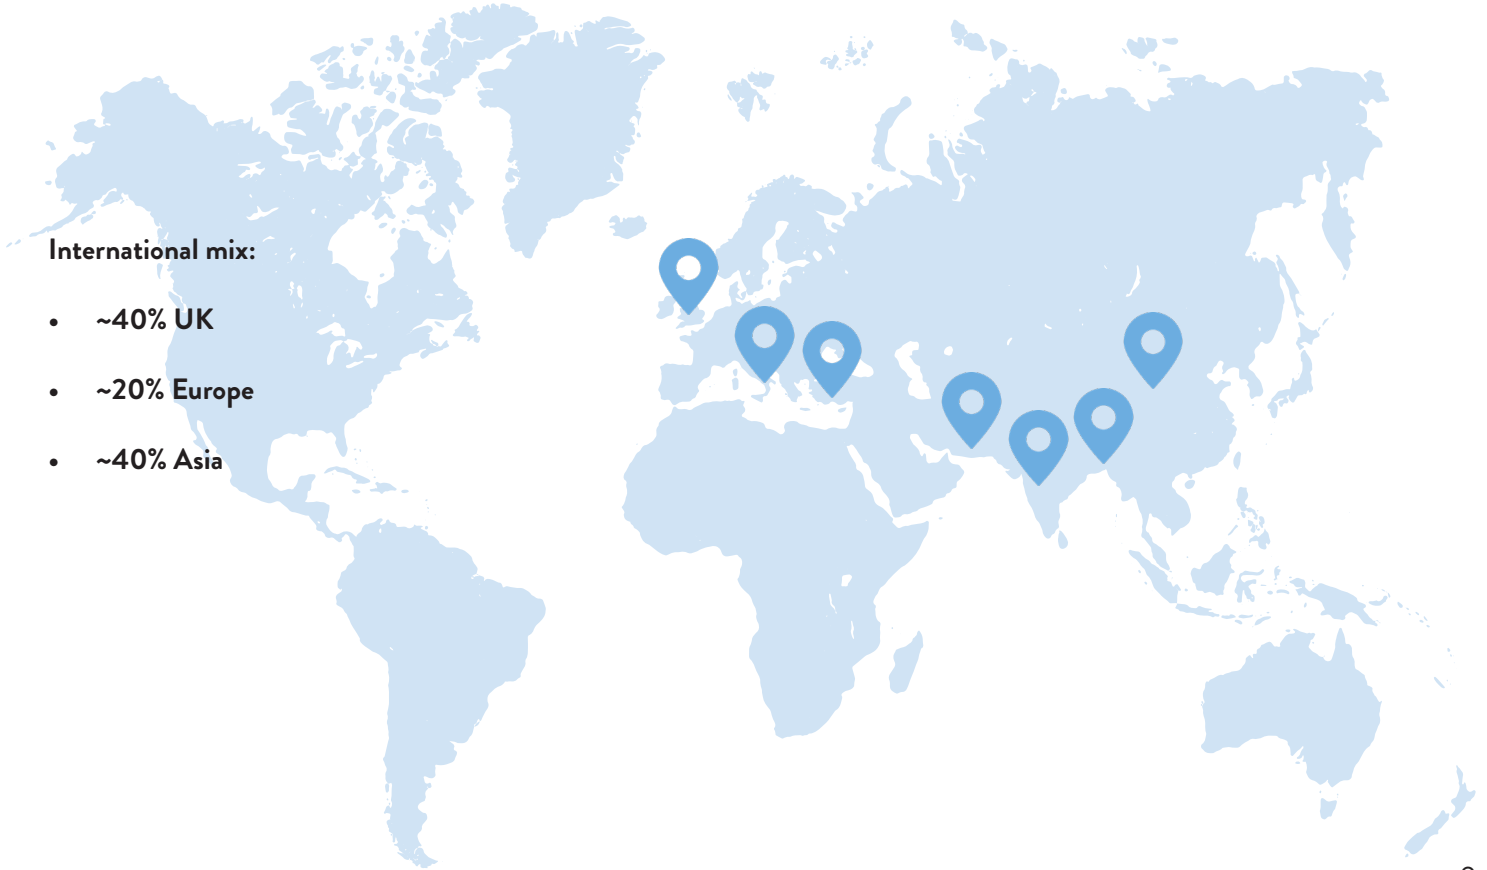 International mix:
• ~40% UK
• ~20% Europe
• ~40% Asia